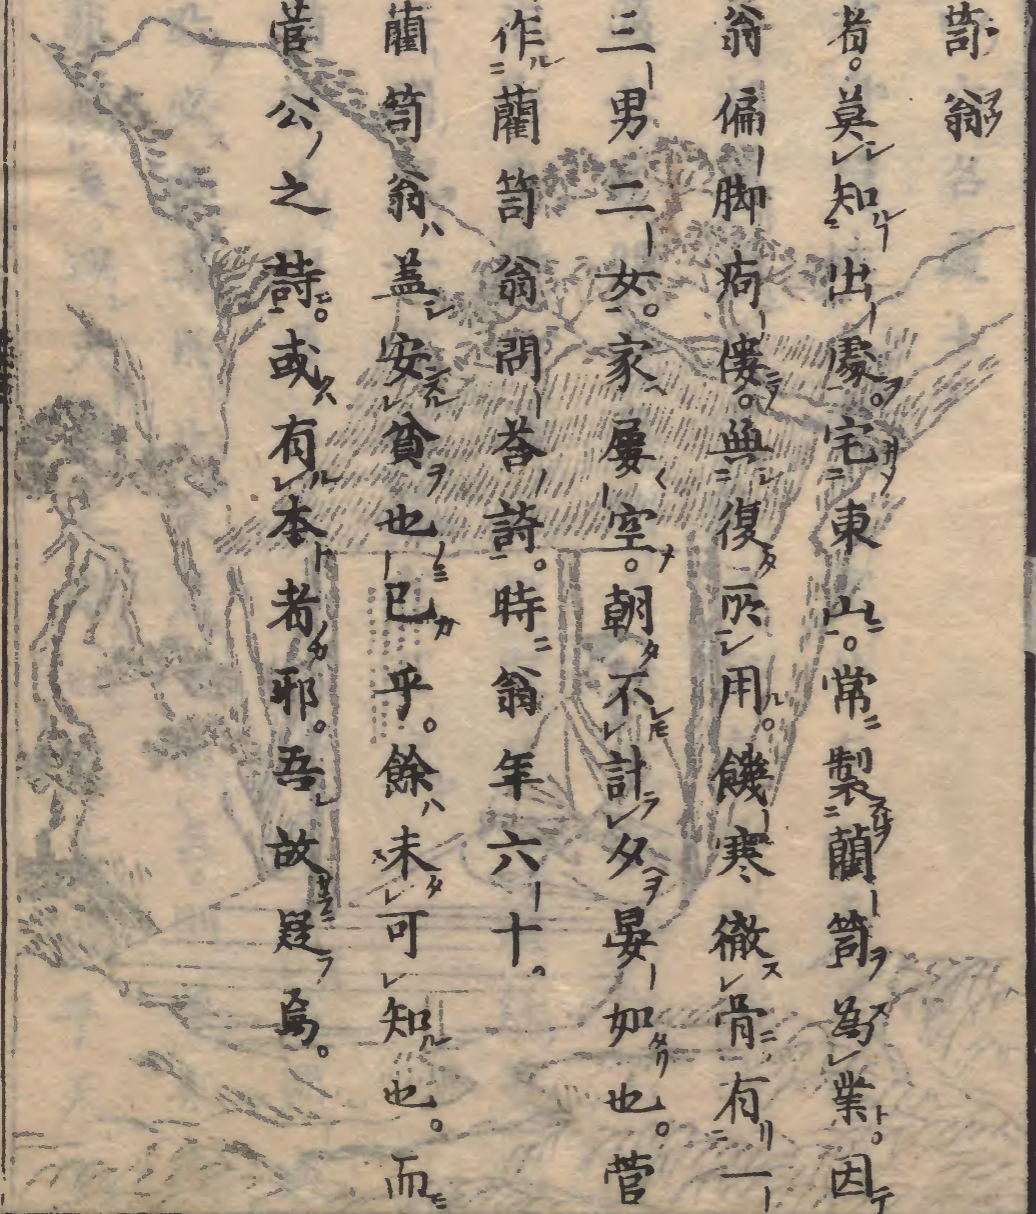 笥翁
者。莫知出處。宅東山。常製藺笥為業。因
翁偏脚痀僂。無復所用。饑寒徹骨有一
三男二女。家屢空。朝不計夕晏如也。菅
作藺笥翁問荅詩。時翁年六十。
藺笥翁蓋安貧也已乎。餘未可知也。而
菅公之詩。或有本者邪。吾故疑焉。